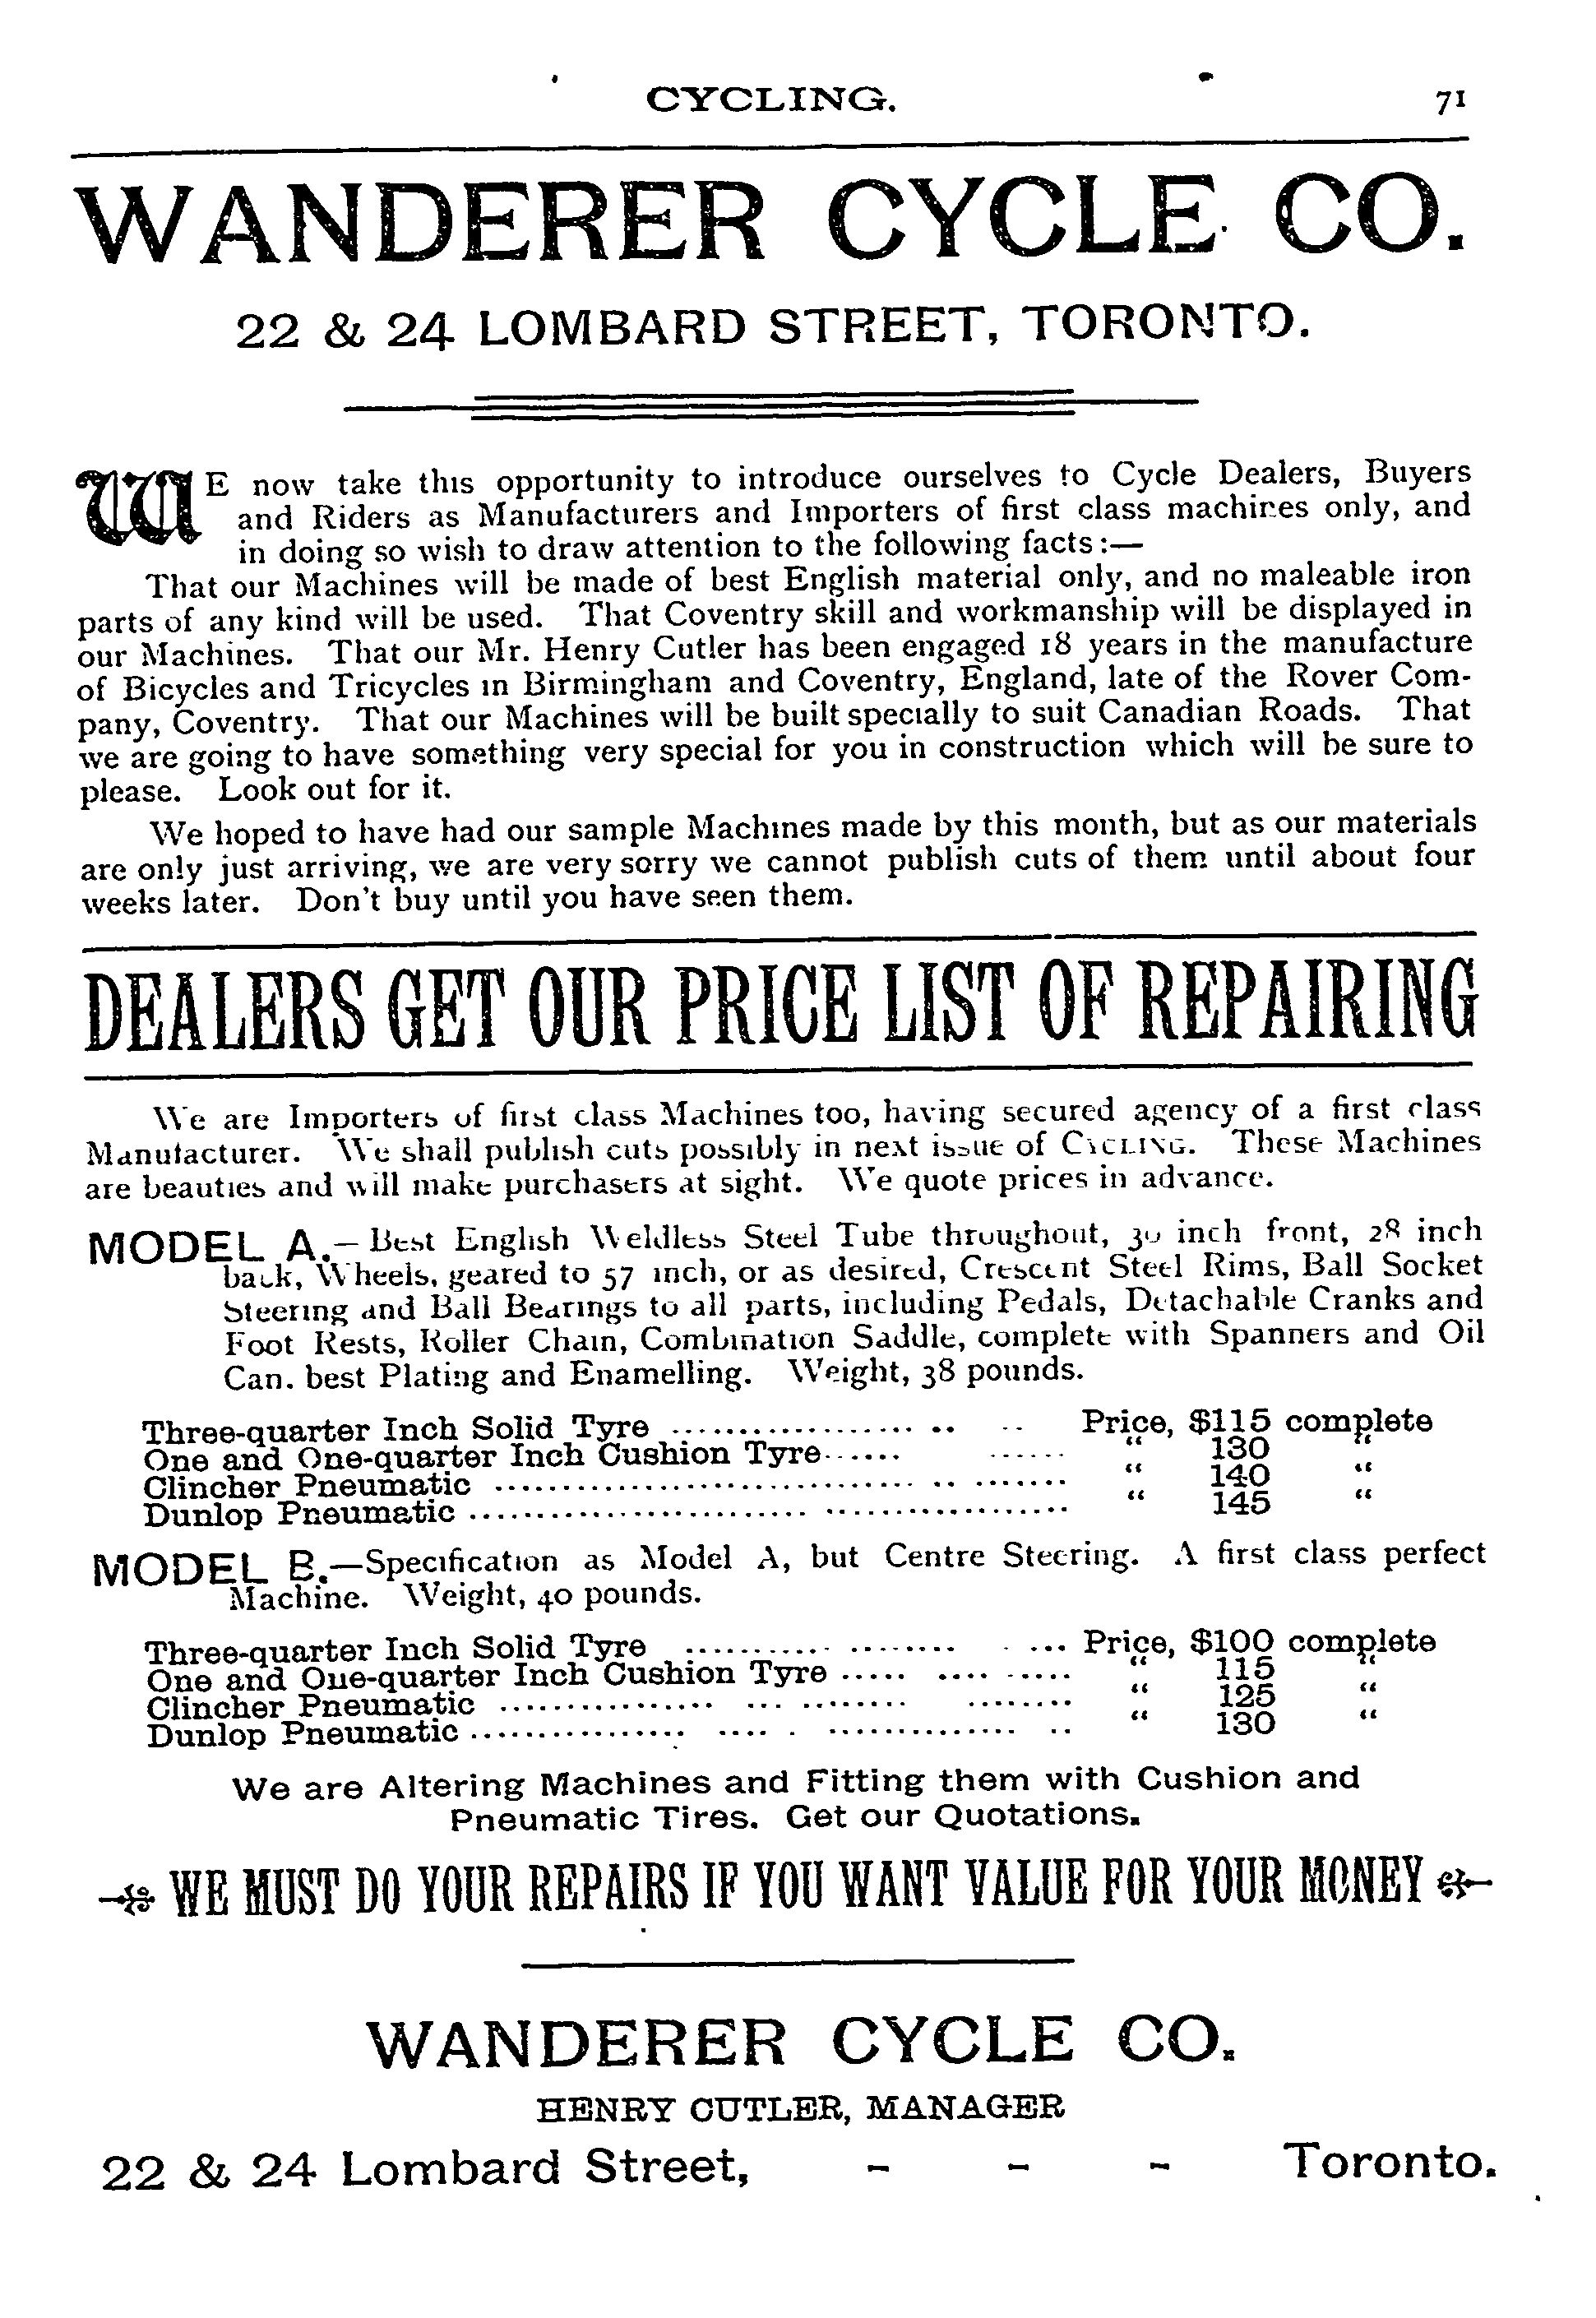 CYCLING. 71
WANDERER CYCLE CO.
22 & 24 LOMBARD STREET, TORONTO.
WE now take this opportunity to introduce ourselves to Cycle Dealers, Buyers
and Riders as Manufacturers and Importers of first class machines only, and
in doing so wish to draw attention to the following facts:—
That our Machines will be made of best English material only, and no maleable iron
parts of any kind will be used. That Coventry skill and workmanship will be displayed in
our Machines. That our Mr. Henry Cutler has been engaged 18 years in the manufacture
of Bicycles and Tricycles in Birmingham and Coventry, England, late of the Rover Com-
pany, Coventry. That our Machines will be built specially to suit Canadian Roads. That
we are going to have something very special for you in construction which will be sure to
please. Look out for it.
We hoped to have had our sample Machines made by this month, but as our materials
are only just arriving, we are very sorry we cannot publish cuts of them until about four
weeks later. Don't buy until you have seen them.
DEALERS GET OUR PRICE LIST OF REPAIRING
We are Importers of first class Machines too, having secured agency of a first class
Manufacturer. We shall publish cuts possibly in next issue of CYCLING. These Machines
are beauties and will make purchasers at sight. We quote prices in advance.
MODEL A.—Best English Weldless Steel Tube throughout, 30 inch front, 28 inch
back, Wheels, geared to 57 inch, or as desired, Crescent Steel Rims, Ball Socket
Steering and Ball Bearings to all parts, including Pedals, Detachable Cranks and
Foot Rests, Roller Chain, Combination Saddle, complete with Spanners and Oil
Can. best Plating and Enamelling. Weight, 38 pounds.
Three-quarter Inch Solid Tyre .................... Price, $115 complete
One and One-quarter Inch Cushion Tyre............ " 130 "
Clincher Pneumatic .................... " 140 "
Dunlop Pneumatic .................... " 145 "
MODEL B.—Specification as Model A, but Centre Steering. A first class perfect
Machine. Weight, 40 pounds.
Three-quarter Inch Solid Tyre .................... Price, $100 complete
One and One-quarter Inch Cushion Tyre ............ " 115 "
Clincher Pneumatic .................... " 125 "
Dunlop Pneumatic .................... " 130 "
We are Altering Machines and Fitting them with Cushion and
Pneumatic Tires. Get our Quotations.
WE MUST DO YOUR REPAIRS IF YOU WANT VALUE FOR YOUR MONEY
WANDERER CYCLE CO.
HENRY CUTLER, MANAGER
22 & 24 Lombard Street, - - - Toronto.